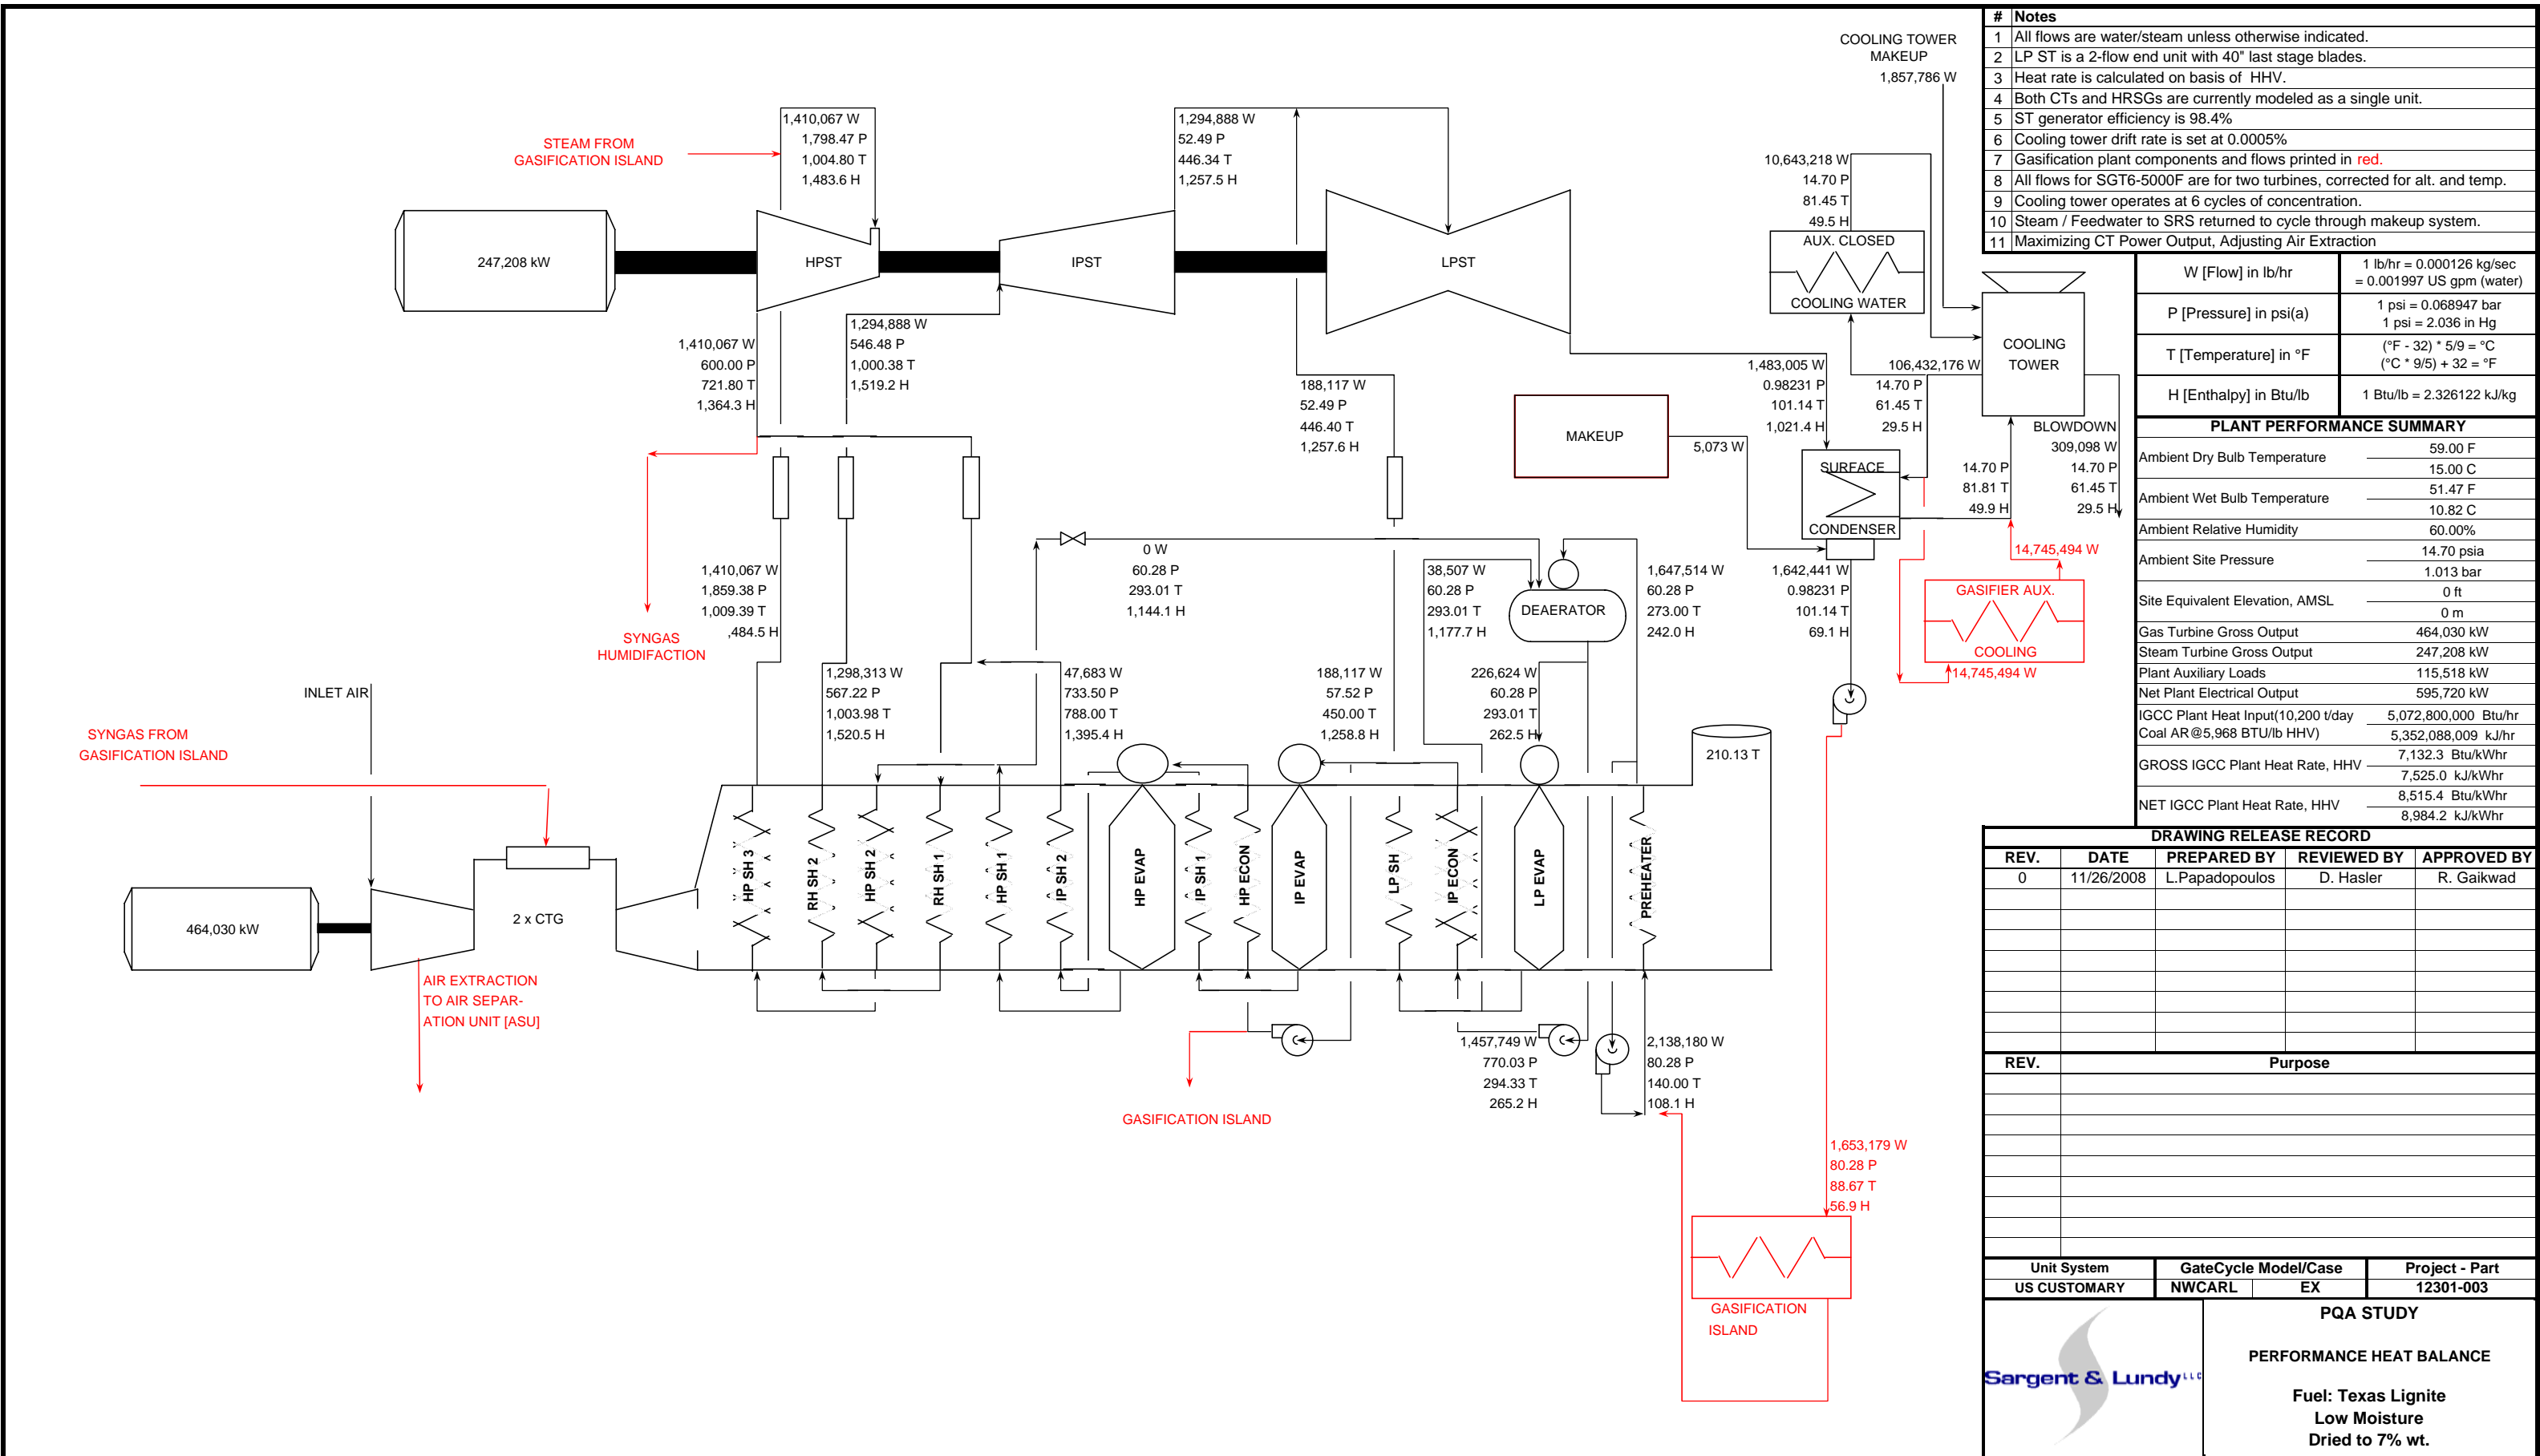 # Notes
1 All flows are water/steam unless otherwise indicated.
2 LP ST is a 2-flow end unit with 40" last stage blades.
3 Heat rate is calculated on basis of HHV.
4 Both CTs and HRSGs are currently modeled as a single unit.
5 ST generator efficiency is 98.4%
6 Cooling tower drift rate is set at 0.0005%
7 Gasification plant components and flows printed in red.
8 All flows for SGT6-5000F are for two turbines, corrected for alt. and temp.
9 Cooling tower operates at 6 cycles of concentration.
10 Steam / Feedwater to SRS returned to cycle through makeup system.
11 Maximizing CT Power Output, Adjusting Air Extraction
W [Flow] in lb/hr
1 lb/hr = 0.000126 kg/sec
= 0.001997 US gpm (water)
P [Pressure] in psi(a)
1 psi = 0.068947 bar
1 psi = 2.036 in Hg
T [Temperature] in °F
(°F - 32) * 5/9 = °C
(°C * 9/5) + 32 = °F
H [Enthalpy] in Btu/lb
1 Btu/lb = 2.326122 kJ/kg
PLANT PERFORMANCE SUMMARY
Ambient Dry Bulb Temperature
59.00 F
15.00 C
Ambient Wet Bulb Temperature
51.47 F
10.82 C
Ambient Relative Humidity 60.00%
Ambient Site Pressure
14.70 psia
1.013 bar
Site Equivalent Elevation, AMSL
0 ft
0 m
Gas Turbine Gross Output 464,030 kW
Steam Turbine Gross Output 247,208 kW
Plant Auxiliary Loads 115,518 kW
Net Plant Electrical Output 595,720 kW
IGCC Plant Heat Input(10,200 t/day 5,072,800,000 Btu/hr
Coal AR@5,968 BTU/lb HHV) 5,352,088,009 kJ/hr
GROSS IGCC Plant Heat Rate, HHV
7,132.3 Btu/kWhr
7,525.0 kJ/kWhr
NET IGCC Plant Heat Rate, HHV
8,515.4 Btu/kWhr
8,984.2 kJ/kWhr
DRAWING RELEASE RECORD
REV. DATE PREPARED BY REVIEWED BY APPROVED BY
0 11/26/2008 L.Papadopoulos D. Hasler R. Gaikwad
REV. Purpose
Unit System GateCycle Model/Case Project - Part
US CUSTOMARY NWCARL EX 12301-003
Sargent & Lundy LLC
PQA STUDY
PERFORMANCE HEAT BALANCE
Fuel: Texas Lignite
Low Moisture
Dried to 7% wt.
COOLING TOWER
MAKEUP
1,857,786 W
STEAM FROM
GASIFICATION ISLAND
1,410,067 W
1,798.47 P
1,004.80 T
1,483.6 H
1,294,888 W
52.49 P
446.34 T
1,257.5 H
10,643,218 W
14.70 P
81.45 T
49.5 H
AUX. CLOSED
COOLING WATER
247,208 kW
HPST
IPST
LPST
COOLING
TOWER
1,410,067 W
600.00 P
721.80 T
1,364.3 H
1,294,888 W
546.48 P
1,000.38 T
1,519.2 H
188,117 W
52.49 P
446.40 T
1,257.6 H
1,483,005 W
0.98231 P
101.14 T
1,021.4 H
106,432,176 W
14.70 P
61.45 T
29.5 H
BLOWDOWN
309,098 W
14.70 P
61.45 T
29.5 H
MAKEUP
5,073 W
SURFACE
CONDENSER
14.70 P
81.81 T
49.9 H
14,745,494 W
GASIFIER AUX.
COOLING
14,745,494 W
SYNGAS
HUMIDIFACTION
1,410,067 W
1,859.38 P
1,009.39 T
,484.5 H
0 W
60.28 P
293.01 T
1,144.1 H
38,507 W
60.28 P
293.01 T
1,177.7 H
DEAERATOR
1,647,514 W
60.28 P
273.00 T
242.0 H
1,642,441 W
0.98231 P
101.14 T
69.1 H
1,298,313 W
567.22 P
1,003.98 T
1,520.5 H
47,683 W
733.50 P
788.00 T
1,395.4 H
188,117 W
57.52 P
450.00 T
1,258.8 H
226,624 W
60.28 P
293.01 T
262.5 H
210.13 T
INLET AIR
SYNGAS FROM
GASIFICATION ISLAND
464,030 kW
2 x CTG
AIR EXTRACTION
TO AIR SEPAR-
ATION UNIT [ASU]
HP SH 3
RH SH 2
HP SH 2
RH SH 1
HP SH 1
IP SH 2
HP EVAP
IP SH 1
HP ECON
IP EVAP
LP SH
IP ECON
LP EVAP
PREHEATER
GASIFICATION ISLAND
1,457,749 W
770.03 P
294.33 T
265.2 H
2,138,180 W
80.28 P
140.00 T
108.1 H
1,653,179 W
80.28 P
88.67 T
56.9 H
GASIFICATION
ISLAND